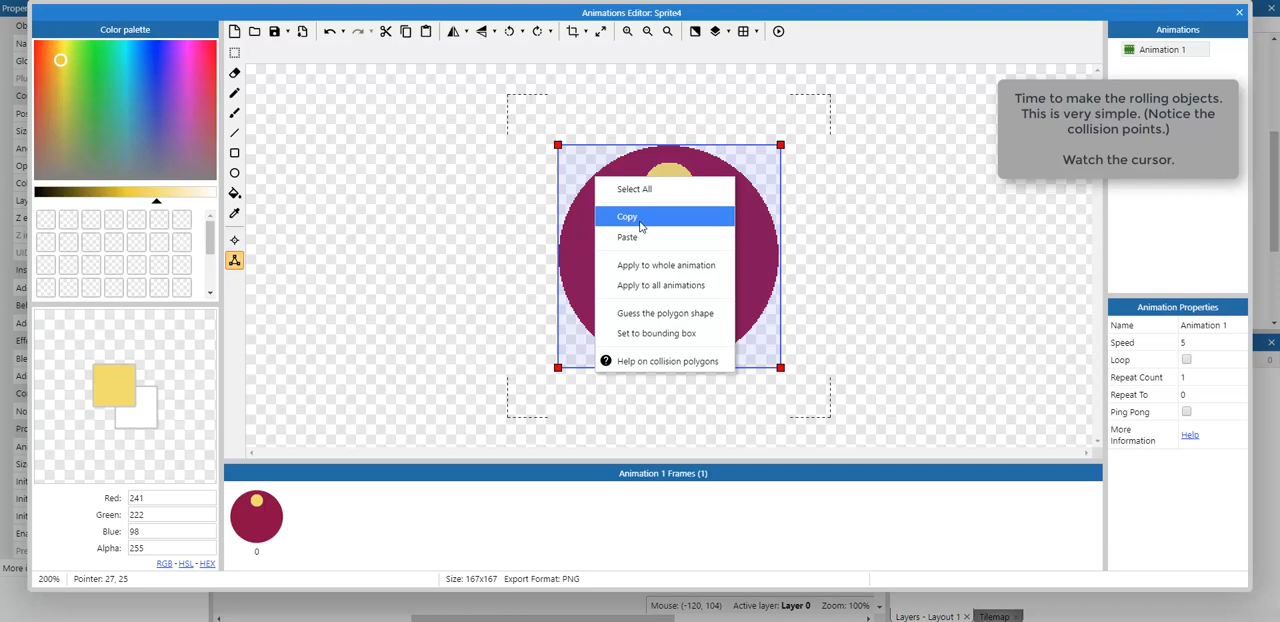 Properties
Animations Editor: Sprite4
Color palette
Animations
Animation 1
Time to make the rolling objects.
This is very simple. (Notice the
collision points.)
Watch the cursor.
Select All
Copy
Paste
Apply to whole animation
Apply to all animations
Guess the polygon shape
Set to bounding box
Help on collision polygons
Animation Properties
Name Animation 1
Speed 5
Loop
Repeat Count 1
Repeat To 0
Ping Pong
More
Information Help
Animation 1 Frames (1)
0
Red: 241
Green: 222
Blue: 98
Alpha: 255
RGB - HSL - HEX
200% Pointer: 27, 25 Size: 167x167 Export Format: PNG
Mouse: (-120, 104) Active layer: Layer 0 Zoom: 100%
Layers - Layout 1 Tilemap